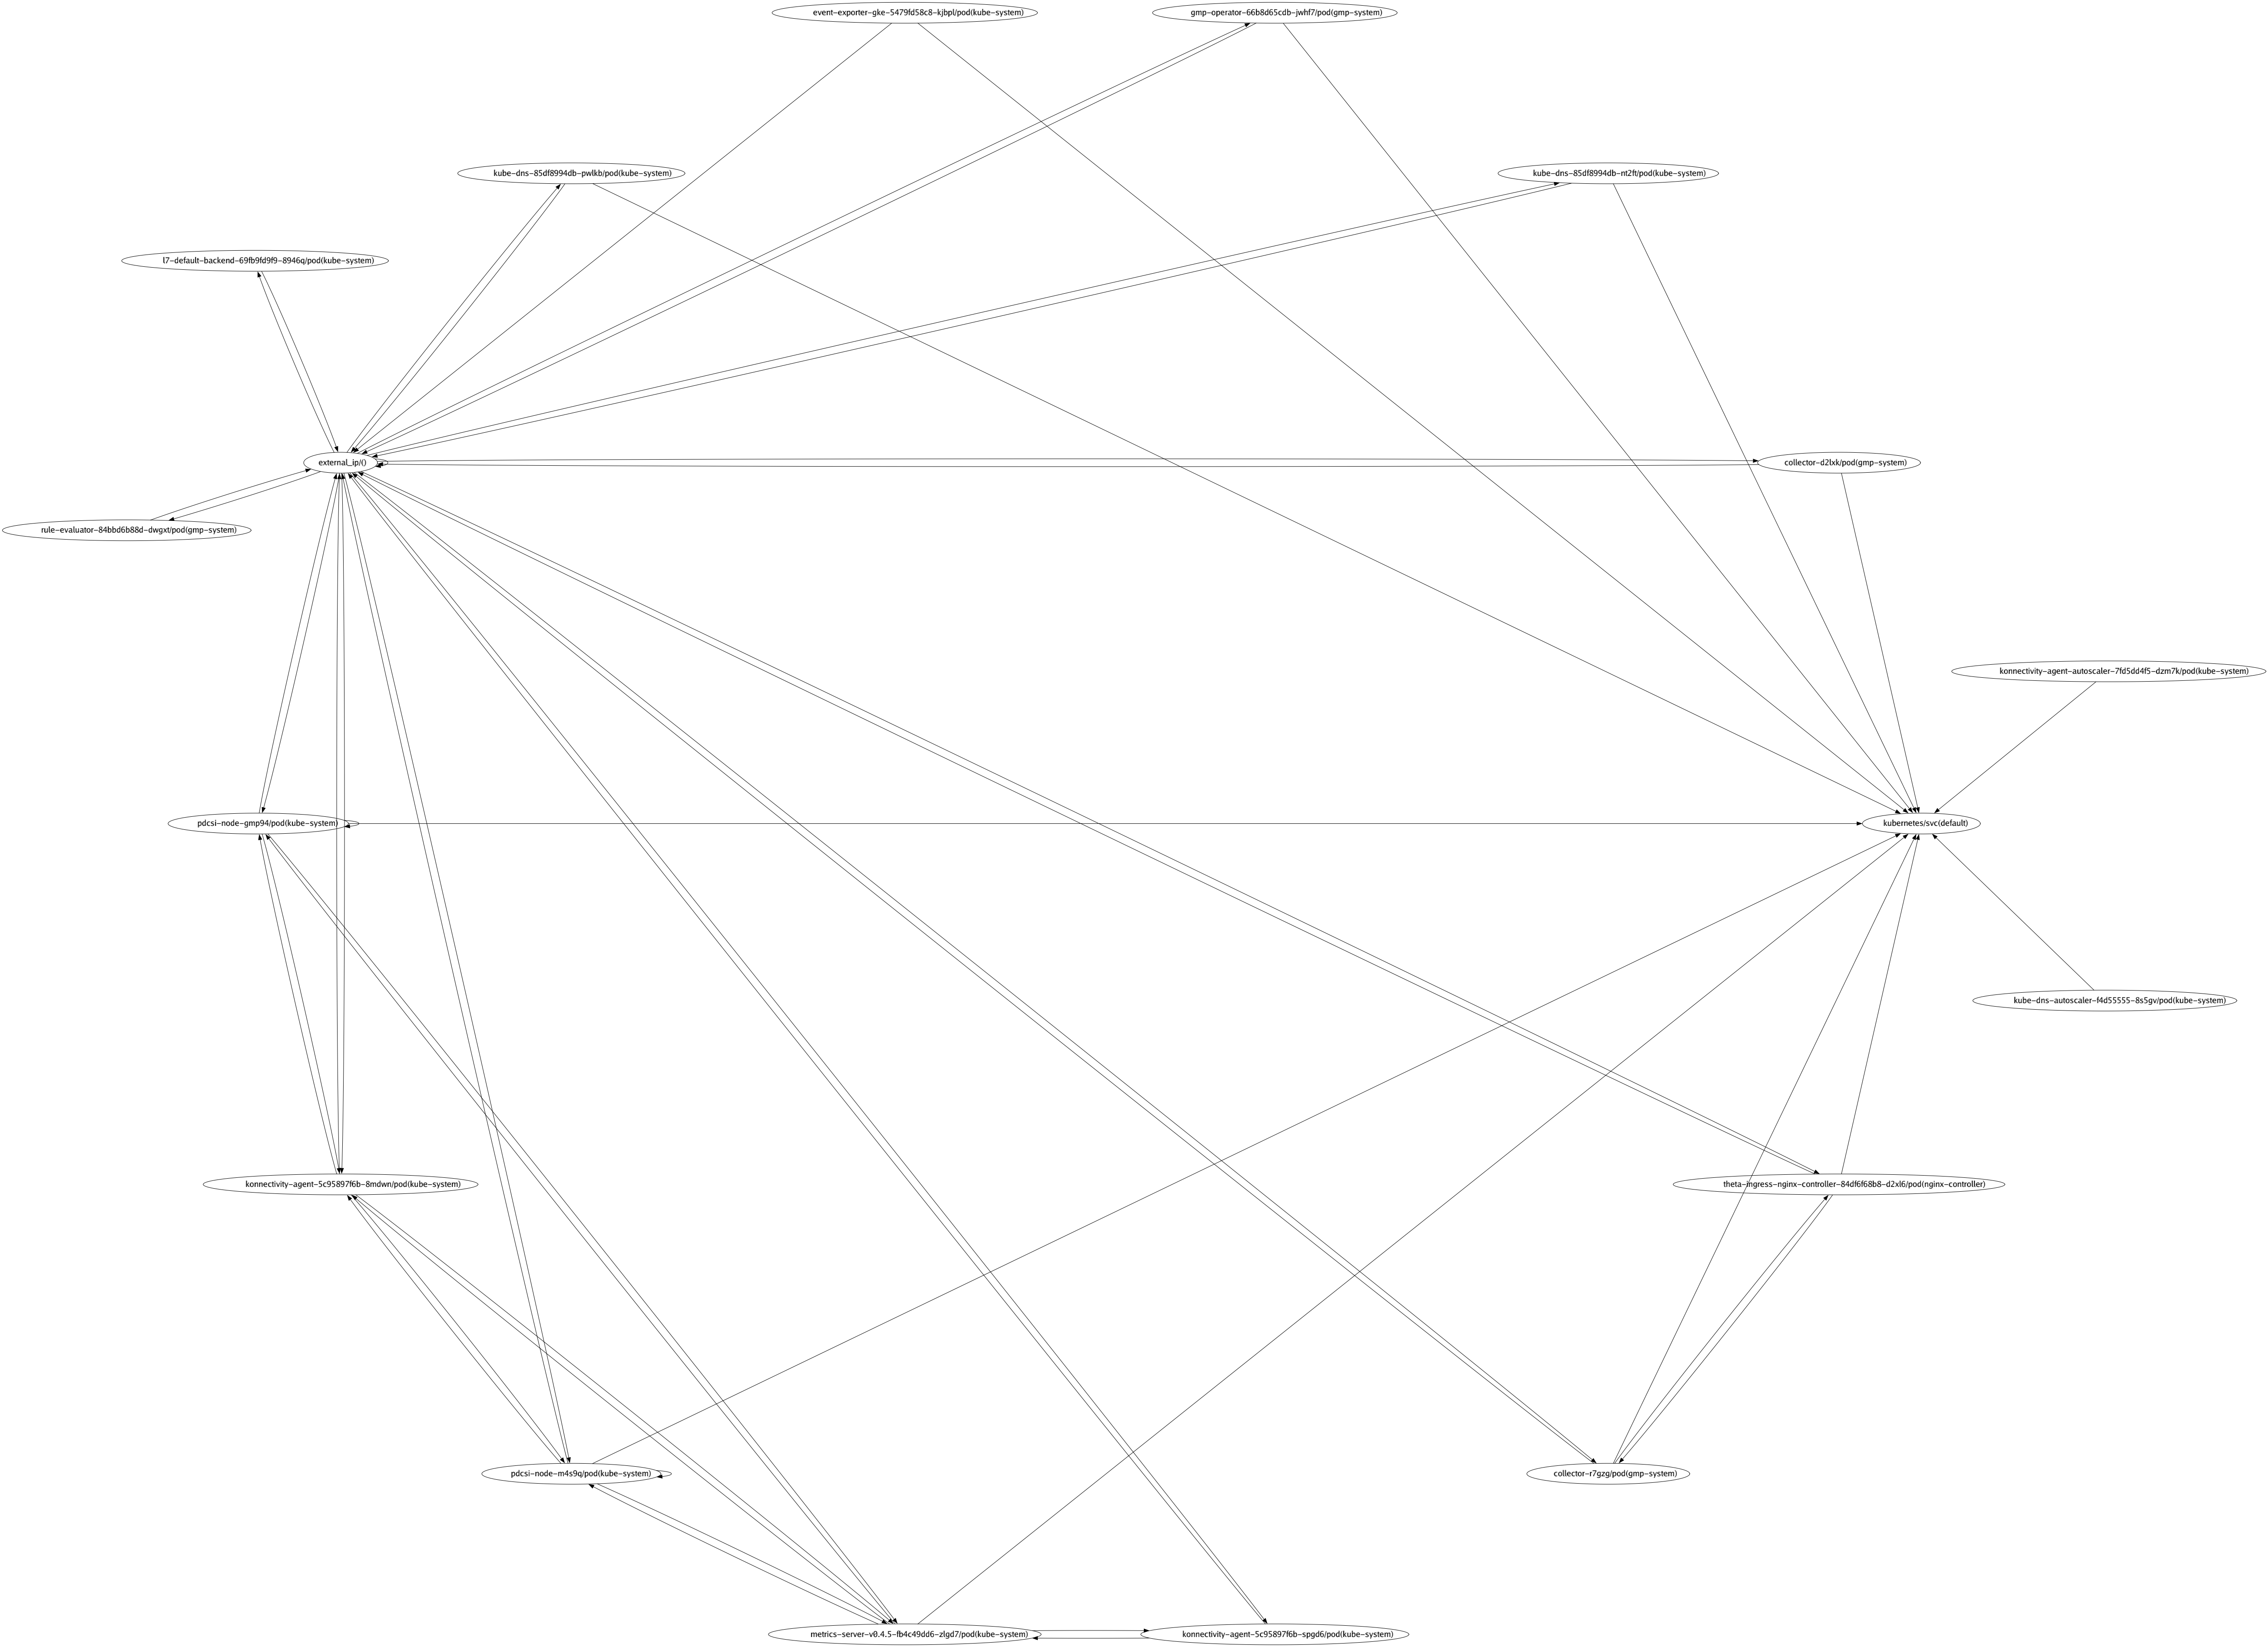 event-exporter-gke-5479fd58c8-kjbpl/pod(kube-system)
gmp-operator-66b8d65cdb-jwhf7/pod(gmp-system)
kube-dns-85df8994db-pwlkb/pod(kube-system)
kube-dns-85df8994db-nt2ft/pod(kube-system)
l7-default-backend-69fb9fd9f9-8946q/pod(kube-system)
external_ip/()
collector-d2lxk/pod(gmp-system)
rule-evaluator-84bbd6b88d-dwgxt/pod(gmp-system)
konnectivity-agent-autoscaler-7fd5dd4f5-dzm7k/pod(kube-system)
pdcsi-node-gmp94/pod(kube-system)
kubernetes/svc(default)
kube-dns-autoscaler-f4d55555-8s5gv/pod(kube-system)
konnectivity-agent-5c95897f6b-8mdwn/pod(kube-system)
theta-ingress-nginx-controller-84df6f68b8-d2xl6/pod(nginx-controller)
pdcsi-node-m4s9q/pod(kube-system)
collector-r7gzg/pod(gmp-system)
metrics-server-v0.4.5-fb4c49dd6-zlgd7/pod(kube-system)
konnectivity-agent-5c95897f6b-spgd6/pod(kube-system)